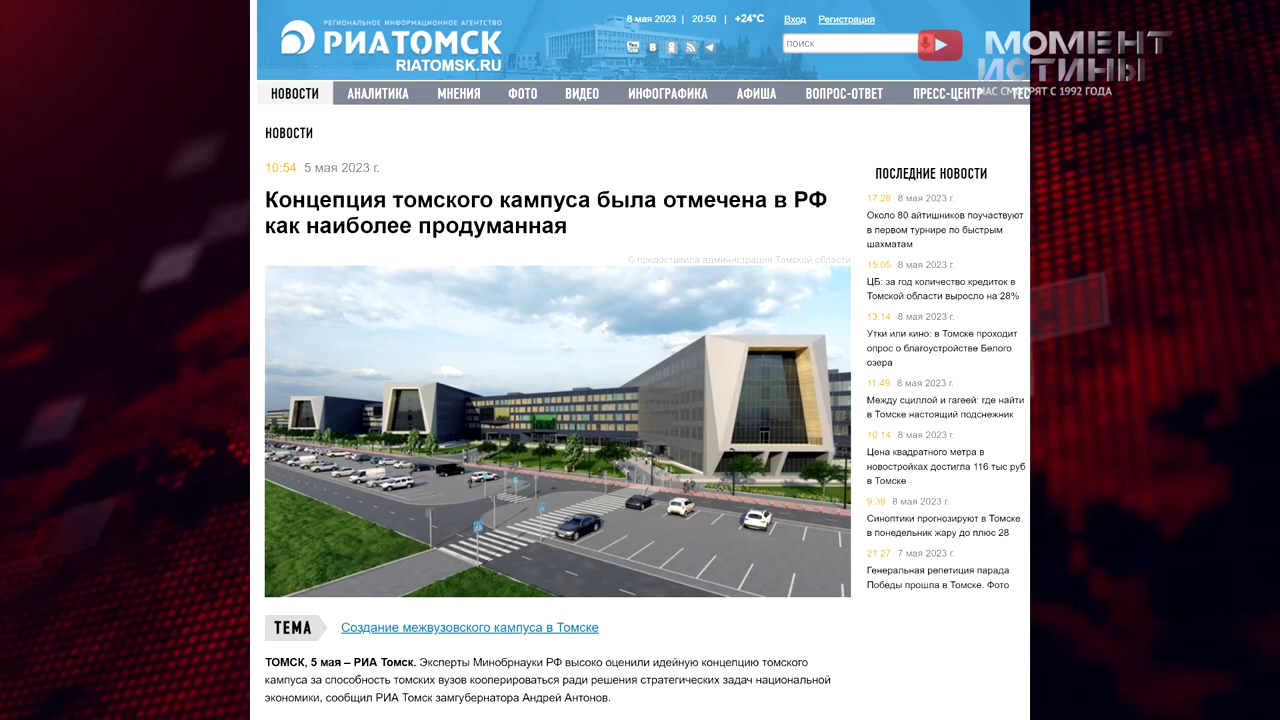 РЕГИОНАЛЬНОЕ ИНФОРМАЦИОННОЕ АГЕНТСТВО
РИАТОМСК
RIATOMSK.RU
8 мая 2023 | 20:50 | +24°C Вход Регистрация
поиск
МОМЕНТ
ИСТИНЫ
НАС СМОТРЯТ С 1992 ГОДА
НОВОСТИ АНАЛИТИКА МНЕНИЯ ФОТО ВИДЕО ИНФОГРАФИКА АФИША ВОПРОС-ОТВЕТ ПРЕСС-ЦЕНТР ТЕС
НОВОСТИ
10:54 5 мая 2023 г.
Концепция томского кампуса была отмечена в РФ
как наиболее продуманная
© предоставила администрация Томской области
ТЕМА Создание межвузовского кампуса в Томске
ТОМСК, 5 мая – РИА Томск. Эксперты Минобрнауки РФ высоко оценили идейную концепцию томского
кампуса за способность томских вузов кооперироваться ради решения стратегических задач национальной
экономики, сообщил РИА Томск замгубернатора Андрей Антонов.
ПОСЛЕДНИЕ НОВОСТИ
17:28 8 мая 2023 г.
Около 80 айтишников поучаствуют
в первом турнире по быстрым
шахматам
15:05 8 мая 2023 г.
ЦБ: за год количество кредиток в
Томской области выросло на 28%
13:14 8 мая 2023 г.
Утки или кино: в Томске проходит
опрос о благоустройстве Белого
озера
11:49 8 мая 2023 г.
Между сциллой и гагеей: где найти
в Томске настоящий подснежник
10:14 8 мая 2023 г.
Цена квадратного метра в
новостройках достигла 116 тыс руб
в Томске
9:39 8 мая 2023 г.
Синоптики прогнозируют в Томске
в понедельник жару до плюс 28
21:27 7 мая 2023 г.
Генеральная репетиция парада
Победы прошла в Томске. Фото